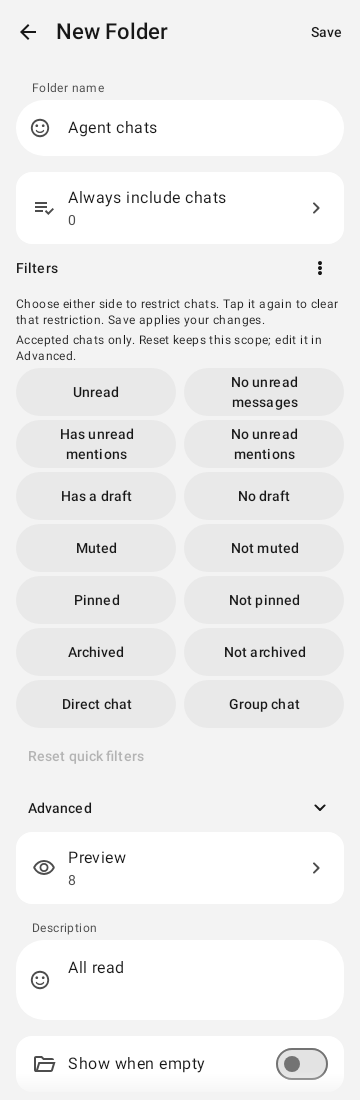 New Folder
Save
Folder name
Agent chats
Always include chats
0
Filters
Choose either side to restrict chats. Tap it again to clear
that restriction. Save applies your changes.
Accepted chats only. Reset keeps this scope; edit it in
Advanced.
Unread
No unread
messages
Has unread
mentions
No unread
mentions
Has a draft
No draft
Muted
Not muted
Pinned
Not pinned
Archived
Not archived
Direct chat
Group chat
Reset quick filters
Advanced
Preview
8
Description
All read
Show when empty